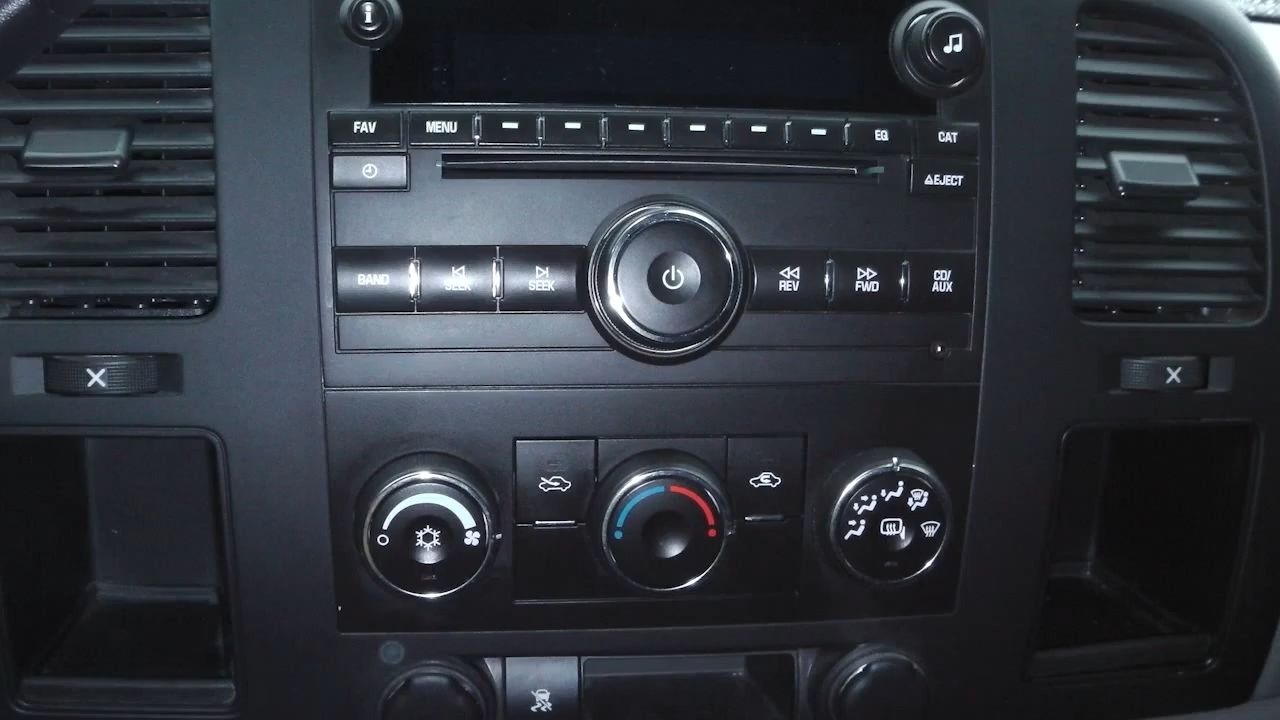 i
FAV
MENU
EQ
CAT
EJECT
BAND
SEEK
SEEK
REV
FWD
CD/
AUX